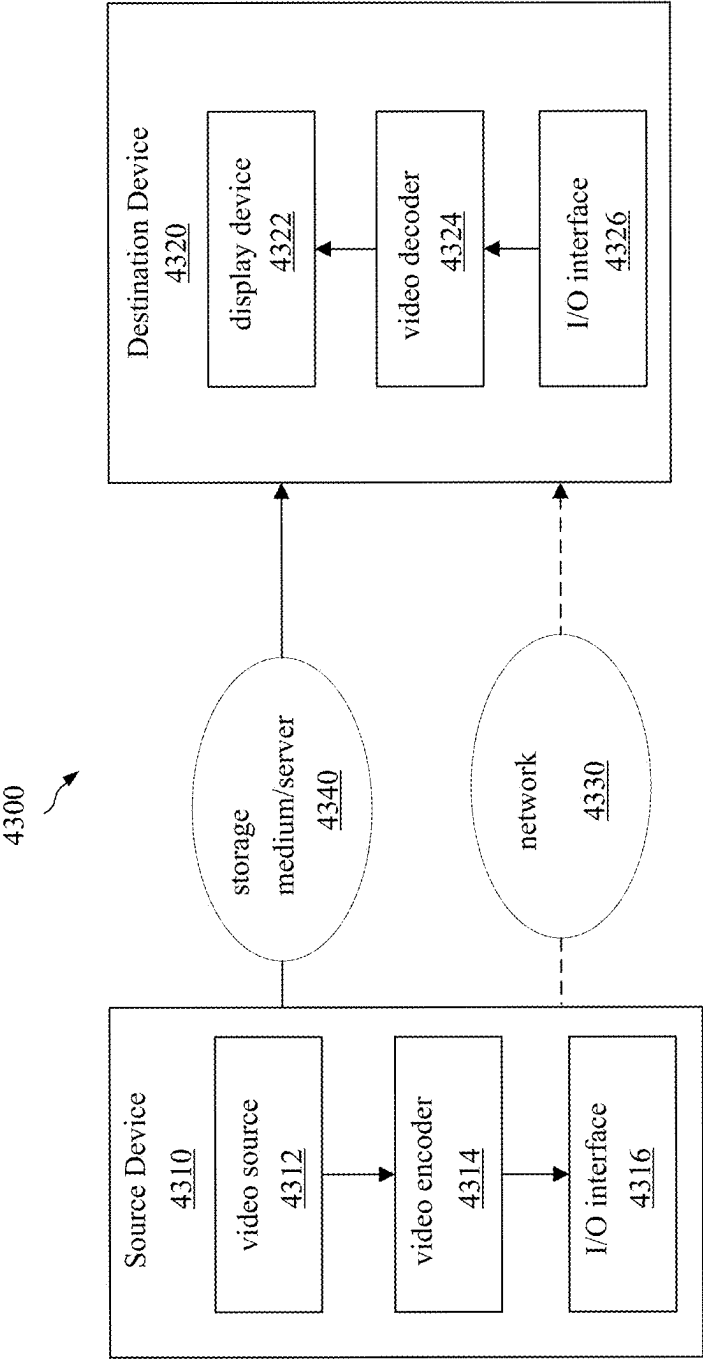 4300
Source Device
4310
video source
4312
video encoder
4314
I/O interface
4316
storage
medium/server
4340
network
4330
Destination Device
4320
display device
4322
video decoder
4324
I/O interface
4326